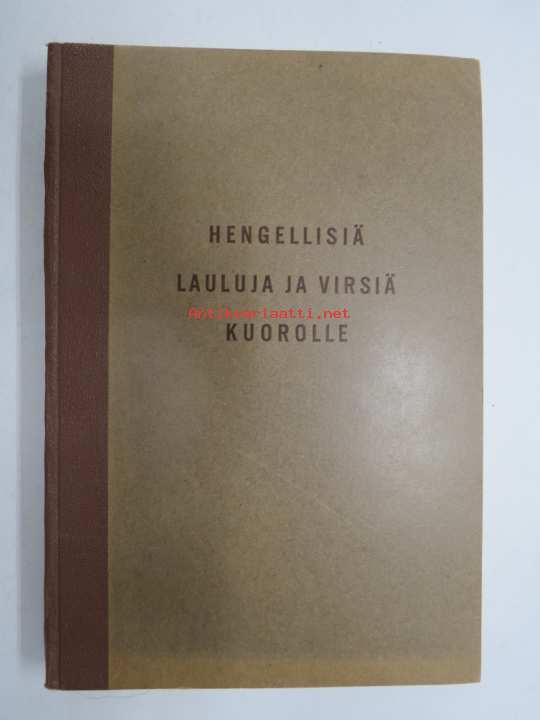 HENGELLISIÄ
LAULUJA JA VIRSIÄ
Antikvariaatti.net
KUOROLLE